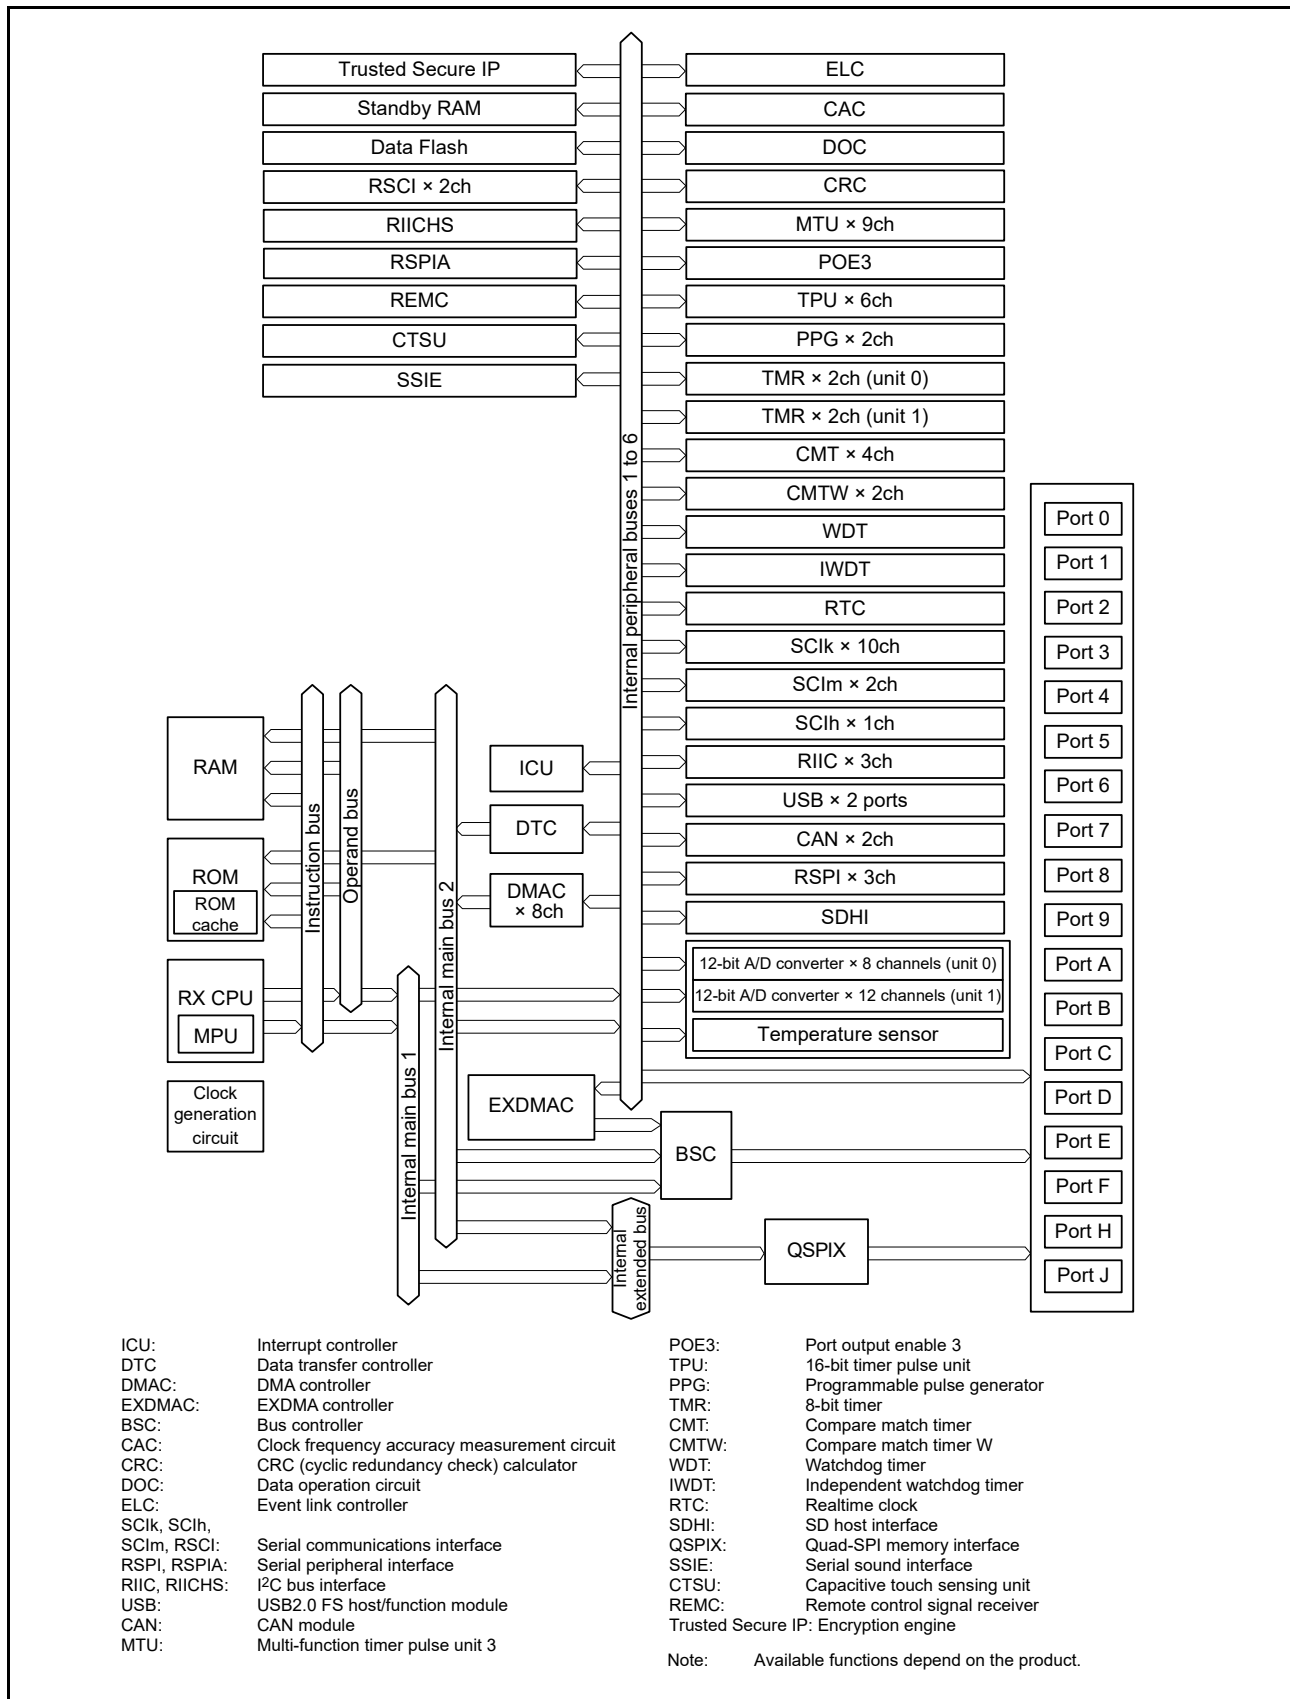 Trusted Secure IP
Standby RAM
Data Flash
RSCI × 2ch
RIICHS
RSPIA
REMC
CTSU
SSIE
Internal peripheral buses 1 to 6
ELC
CAC
DOC
CRC
MTU × 9ch
POE3
TPU × 6ch
PPG × 2ch
TMR × 2ch (unit 0)
TMR × 2ch (unit 1)
CMT × 4ch
CMTW × 2ch
WDT
IWDT
RTC
SCIk × 10ch
SCIm × 2ch
SCIh × 1ch
RIIC × 3ch
USB × 2 ports
CAN × 2ch
RSPI × 3ch
SDHI
12-bit A/D converter × 8 channels (unit 0)
12-bit A/D converter × 12 channels (unit 1)
Temperature sensor
Port 0
Port 1
Port 2
Port 3
Port 4
Port 5
Port 6
Port 7
Port 8
Port 9
Port A
Port B
Port C
Port D
Port E
Port F
Port H
Port J
RAM
ROM
ROM
cache
RX CPU
MPU
Clock
generation
circuit
Instruction bus
Operand bus
Internal main bus 1
Internal main bus 2
ICU
DTC
DMAC
× 8ch
EXDMAC
BSC
Internal
extended bus
QSPIX
ICU: Interrupt controller
DTC Data transfer controller
DMAC: DMA controller
EXDMAC: EXDMA controller
BSC: Bus controller
CAC: Clock frequency accuracy measurement circuit
CRC: CRC (cyclic redundancy check) calculator
DOC: Data operation circuit
ELC: Event link controller
SCIk, SCIh,
SCIm, RSCI: Serial communications interface
RSPI, RSPIA: Serial peripheral interface
RIIC, RIICHS: I²C bus interface
USB: USB2.0 FS host/function module
CAN: CAN module
MTU: Multi-function timer pulse unit 3
POE3: Port output enable 3
TPU: 16-bit timer pulse unit
PPG: Programmable pulse generator
TMR: 8-bit timer
CMT: Compare match timer
CMTW: Compare match timer W
WDT: Watchdog timer
IWDT: Independent watchdog timer
RTC: Realtime clock
SDHI: SD host interface
QSPIX: Quad-SPI memory interface
SSIE: Serial sound interface
CTSU: Capacitive touch sensing unit
REMC: Remote control signal receiver
Trusted Secure IP: Encryption engine
Note: Available functions depend on the product.